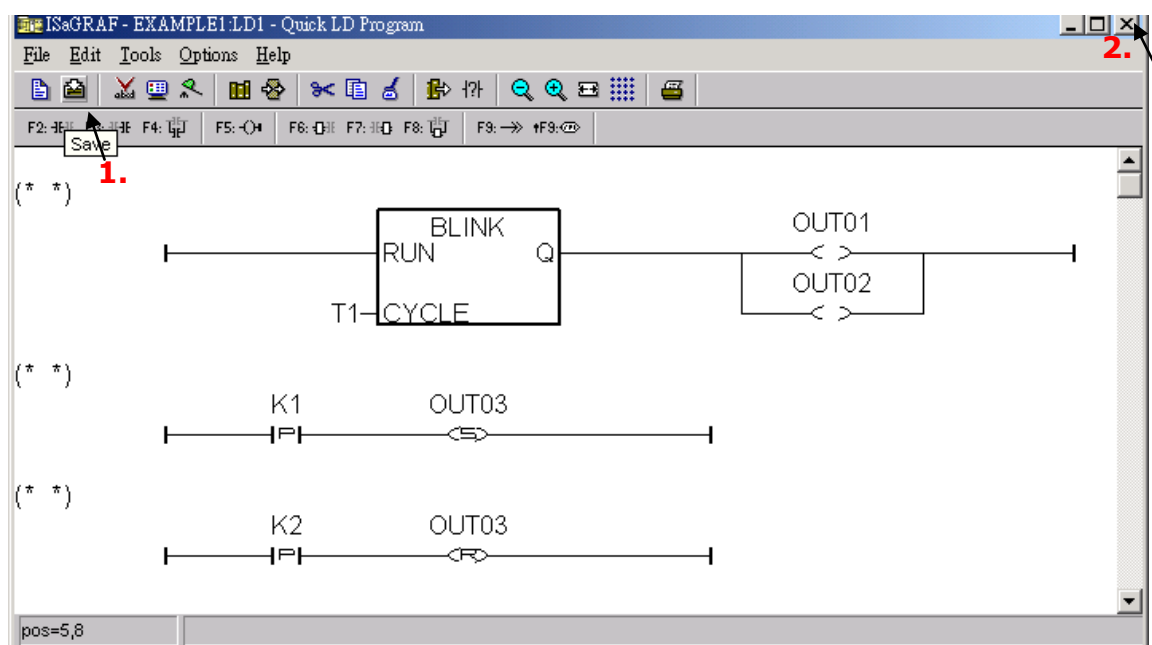 ISaGRAF - EXAMPLE1:LD1 - Quick LD Program
File Edit Tools Options Help
2.
F2: F4: F5: F6: F7: F8: F9: F9:
Save
1.
(* *)
BLINK
RUN Q
T1 CYCLE
OUT01
OUT02
(* *)
K1 OUT03
P S
(* *)
K2 OUT03
P R
pos=5,8